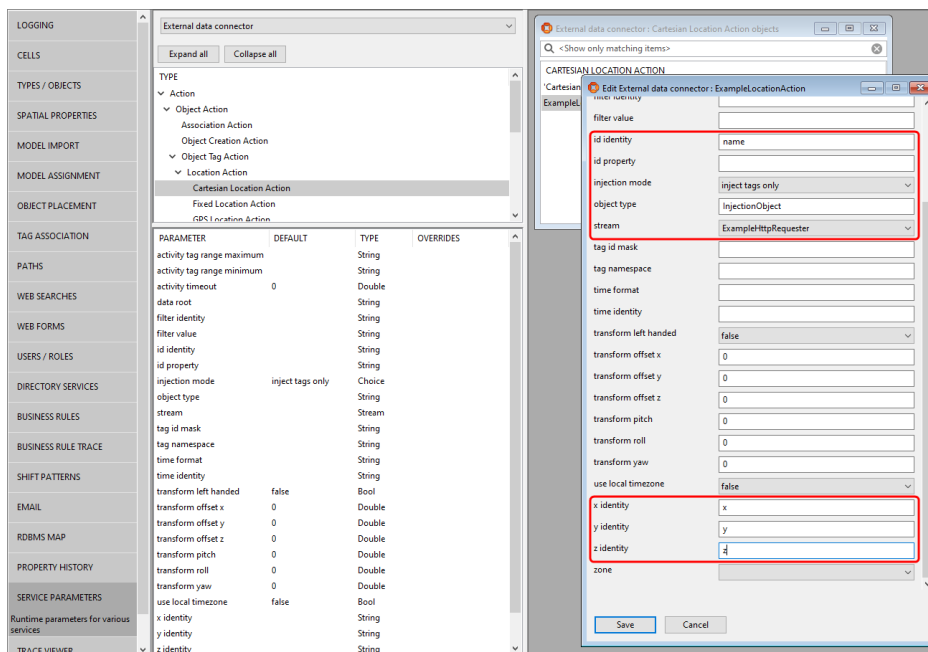 LOGGING
CELLS
TYPES / OBJECTS
SPATIAL PROPERTIES
MODEL IMPORT
MODEL ASSIGNMENT
OBJECT PLACEMENT
TAG ASSOCIATION
PATHS
WEB SEARCHES
WEB FORMS
USERS / ROLES
DIRECTORY SERVICES
BUSINESS RULES
BUSINESS RULE TRACE
SHIFT PATTERNS
EMAIL
RDBMS MAP
PROPERTY HISTORY
SERVICE PARAMETERS
Runtime parameters for various
services
TRACE VIEWER
External data connector
Expand all Collapse all
TYPE
Action
Object Action
Association Action
Object Creation Action
Object Tag Action
Location Action
Cartesian Location Action
Fixed Location Action
GPS Location Action
PARAMETER DEFAULT TYPE OVERRIDES
activity tag range maximum String
activity tag range minimum String
activity timeout 0 Double
data root String
filter identity String
filter value String
id identity String
id property String
injection mode inject tags only Choice
object type String
stream Stream
tag id mask String
tag namespace String
time format String
time identity String
transform left handed false Bool
transform offset x 0 Double
transform offset y 0 Double
transform offset z 0 Double
transform pitch 0 Double
transform roll 0 Double
transform yaw 0 Double
use local timezone false Bool
x identity String
y identity String
z identity String
External data connector : Cartesian Location Action objects
<Show only matching items>
CARTESIAN LOCATION ACTION
'Cartesian
ExampleL
Edit External data connector : ExampleLocationAction
filter identity
filter value
id identity name
id property
injection mode inject tags only
object type InjectionObject
stream ExampleHttpRequester
tag id mask
tag namespace
time format
time identity
transform left handed false
transform offset x 0
transform offset y 0
transform offset z 0
transform pitch 0
transform roll 0
transform yaw 0
use local timezone false
x identity x
y identity y
z identity z
zone
Save Cancel